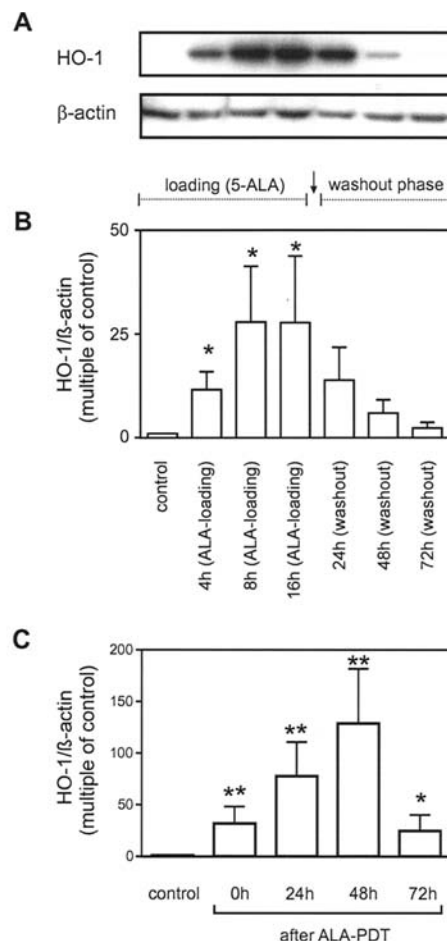 A
HO-1
β-actin
loading (5-ALA) ↓ washout phase
B
HO-1/ß-actin
(multiple of control)
50
25
0
* * *
control
4h (ALA-loading)
8h (ALA-loading)
16h (ALA-loading)
24h (washout)
48h (washout)
72h (washout)
C
HO-1/ß-actin
(multiple of control)
200
150
100
50
0
** ** ** *
control 0h 24h 48h 72h
after ALA-PDT